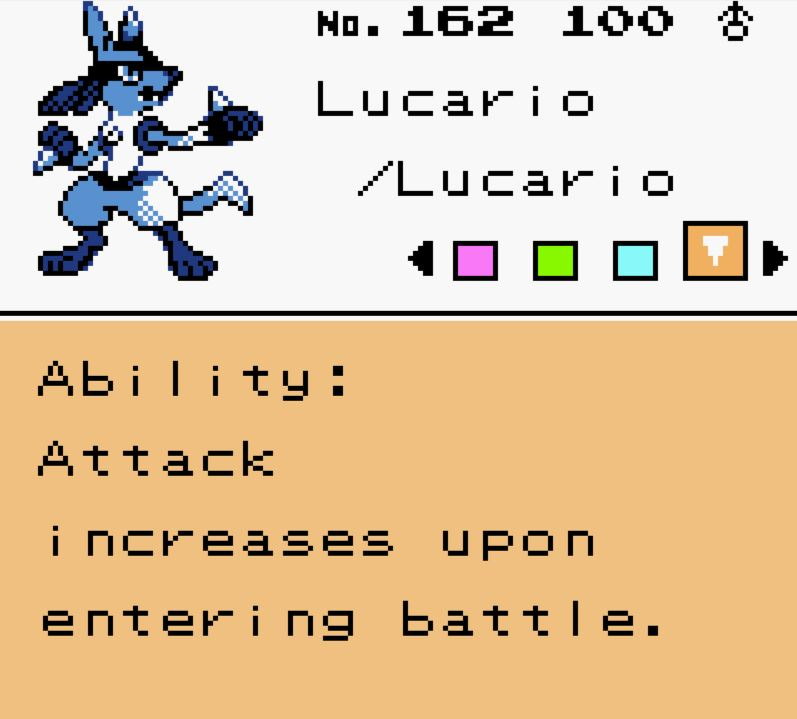 No. 162 100
Lucario
/Lucario
Ability:
Attack
increases upon
entering battle.